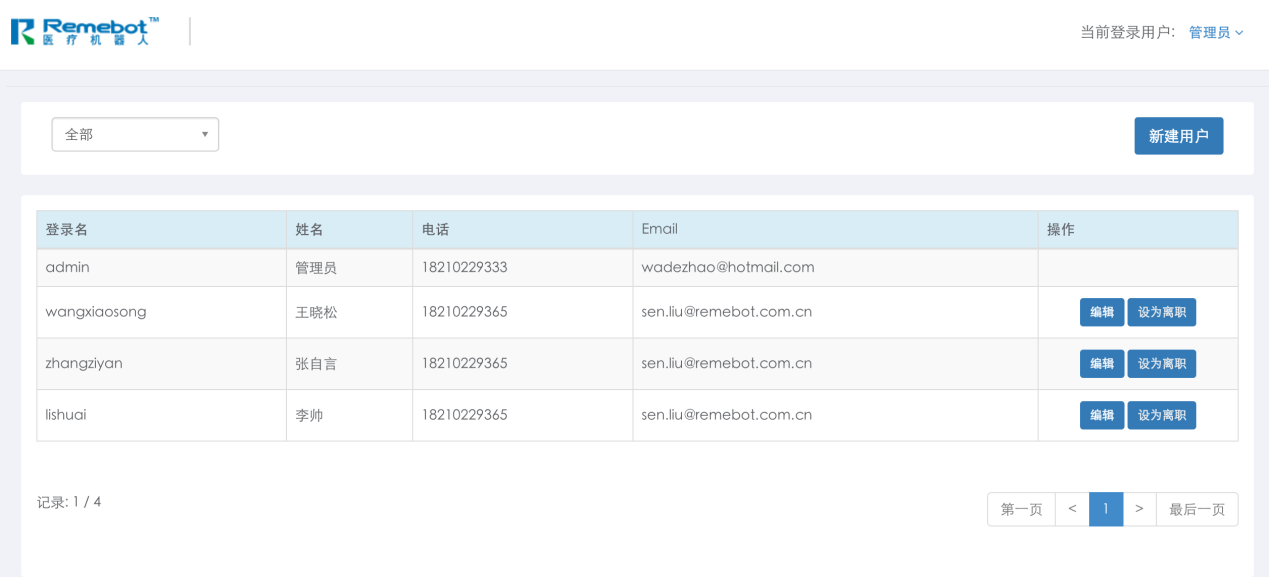 Remebot™
医疗机器人
当前登录用户: 管理员
全部
新建用户
登录名 姓名 电话 Email 操作
admin 管理员 18210229333 wadezhao@hotmail.com
wangxiaosong 王晓松 18210229365 sen.liu@remebot.com.cn 编辑 设为离职
zhangziyan 张自言 18210229365 sen.liu@remebot.com.cn 编辑 设为离职
lishuai 李帅 18210229365 sen.liu@remebot.com.cn 编辑 设为离职
记录: 1 / 4 第一页 < 1 > 最后一页